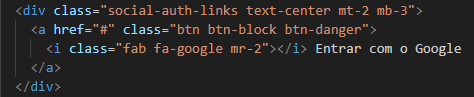 <div class="social-auth-links text-center mt-2 mb-3">
<a href="#" class="btn btn-block btn-danger">
<i class="fab fa-google mr-2"></i> Entrar com o Google
</a>
</div>